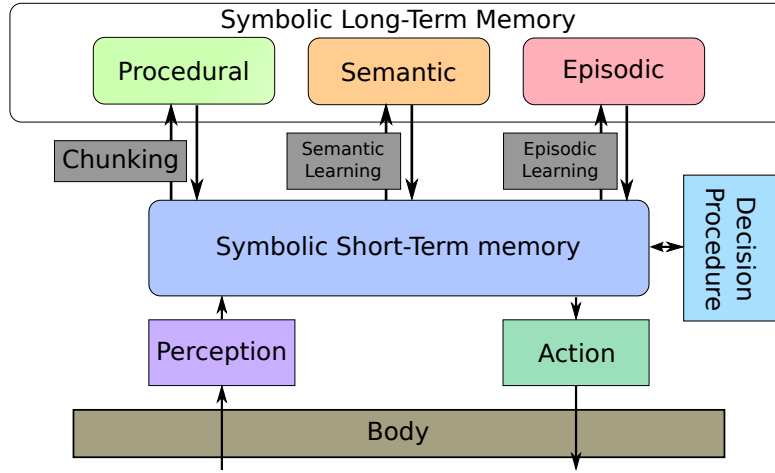 Symbolic Long-Term Memory
Procedural
Semantic
Episodic
Chunking
Semantic
Learning
Episodic
Learning
Symbolic Short-Term memory
Decision
Procedure
Perception
Action
Body